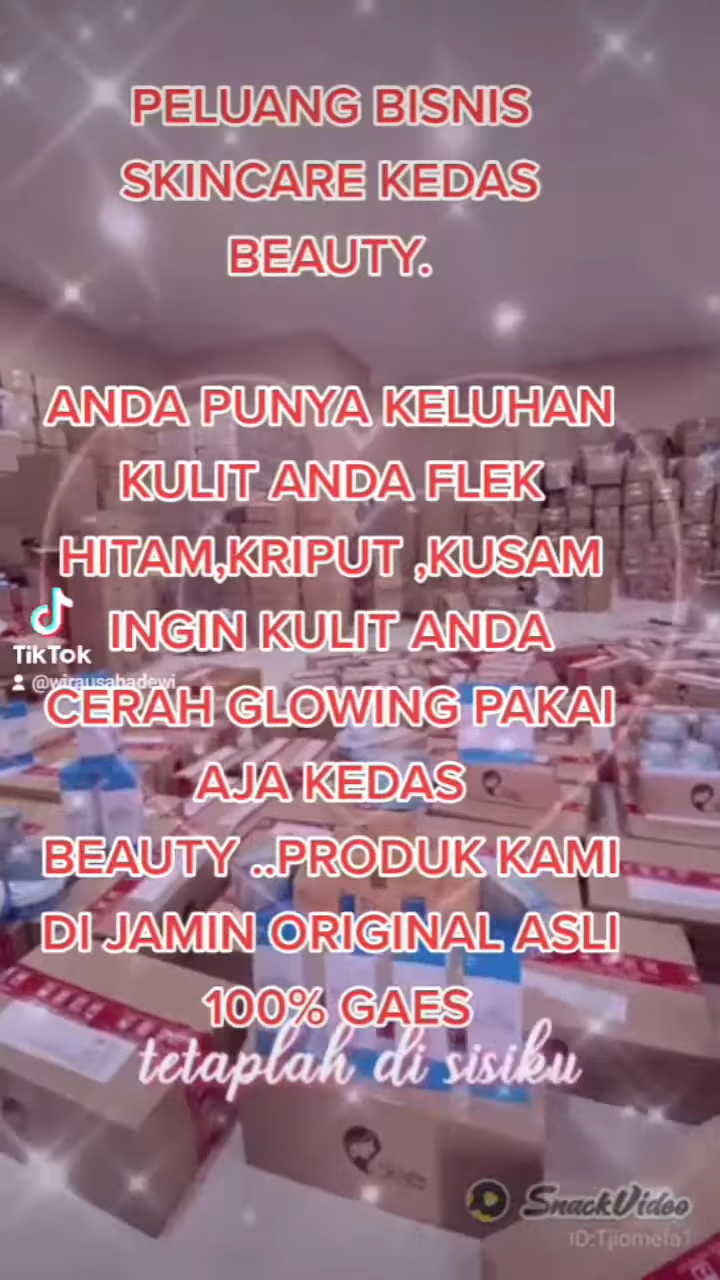 PELUANG BISNIS
SKINCARE KEDAS
BEAUTY.
ANDA PUNYA KELUHAN
KULIT ANDA FLEK
HITAM,KRIPUT ,KUSAM
INGIN KULIT ANDA
TikTok
@wirausahadewi
CERAH GLOWING PAKAI
AJA KEDAS
BEAUTY ..PRODUK KAMI
DI JAMIN ORIGINAL ASLI
100% GAES
tetaplah di sisiku
SnackVideo
ID:Tjiomefa1